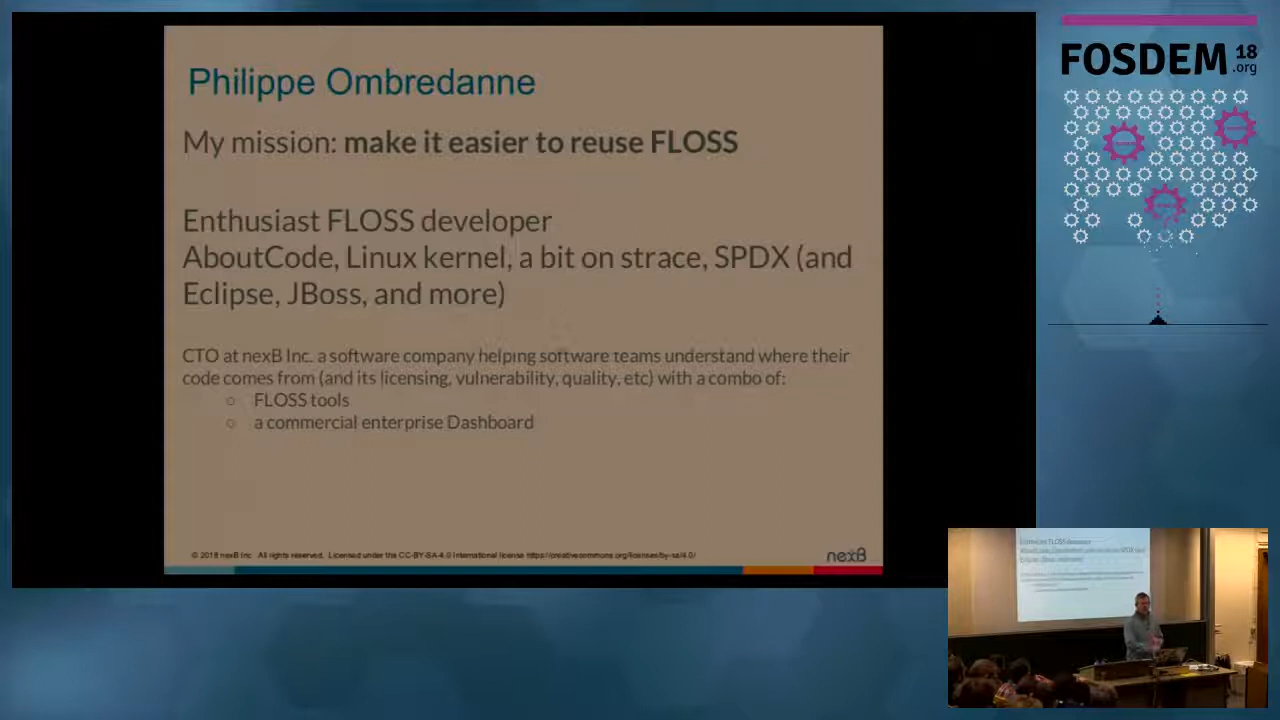 Philippe Ombredanne
My mission: make it easier to reuse FLOSS
Enthusiast FLOSS developer
AboutCode, Linux kernel, a bit on strace, SPDX (and
Eclipse, JBoss, and more)
CTO at nexB Inc. a software company helping software teams understand where their
code comes from (and its licensing, vulnerability, quality, etc) with a combo of:
○ FLOSS tools
○ a commercial enterprise Dashboard
© 2018 nexB Inc. All rights reserved. Licensed under the CC-BY-SA-4.0 International license https://creativecommons.org/licenses/by-sa/4.0/
nexB
FOSDEM 18
.org